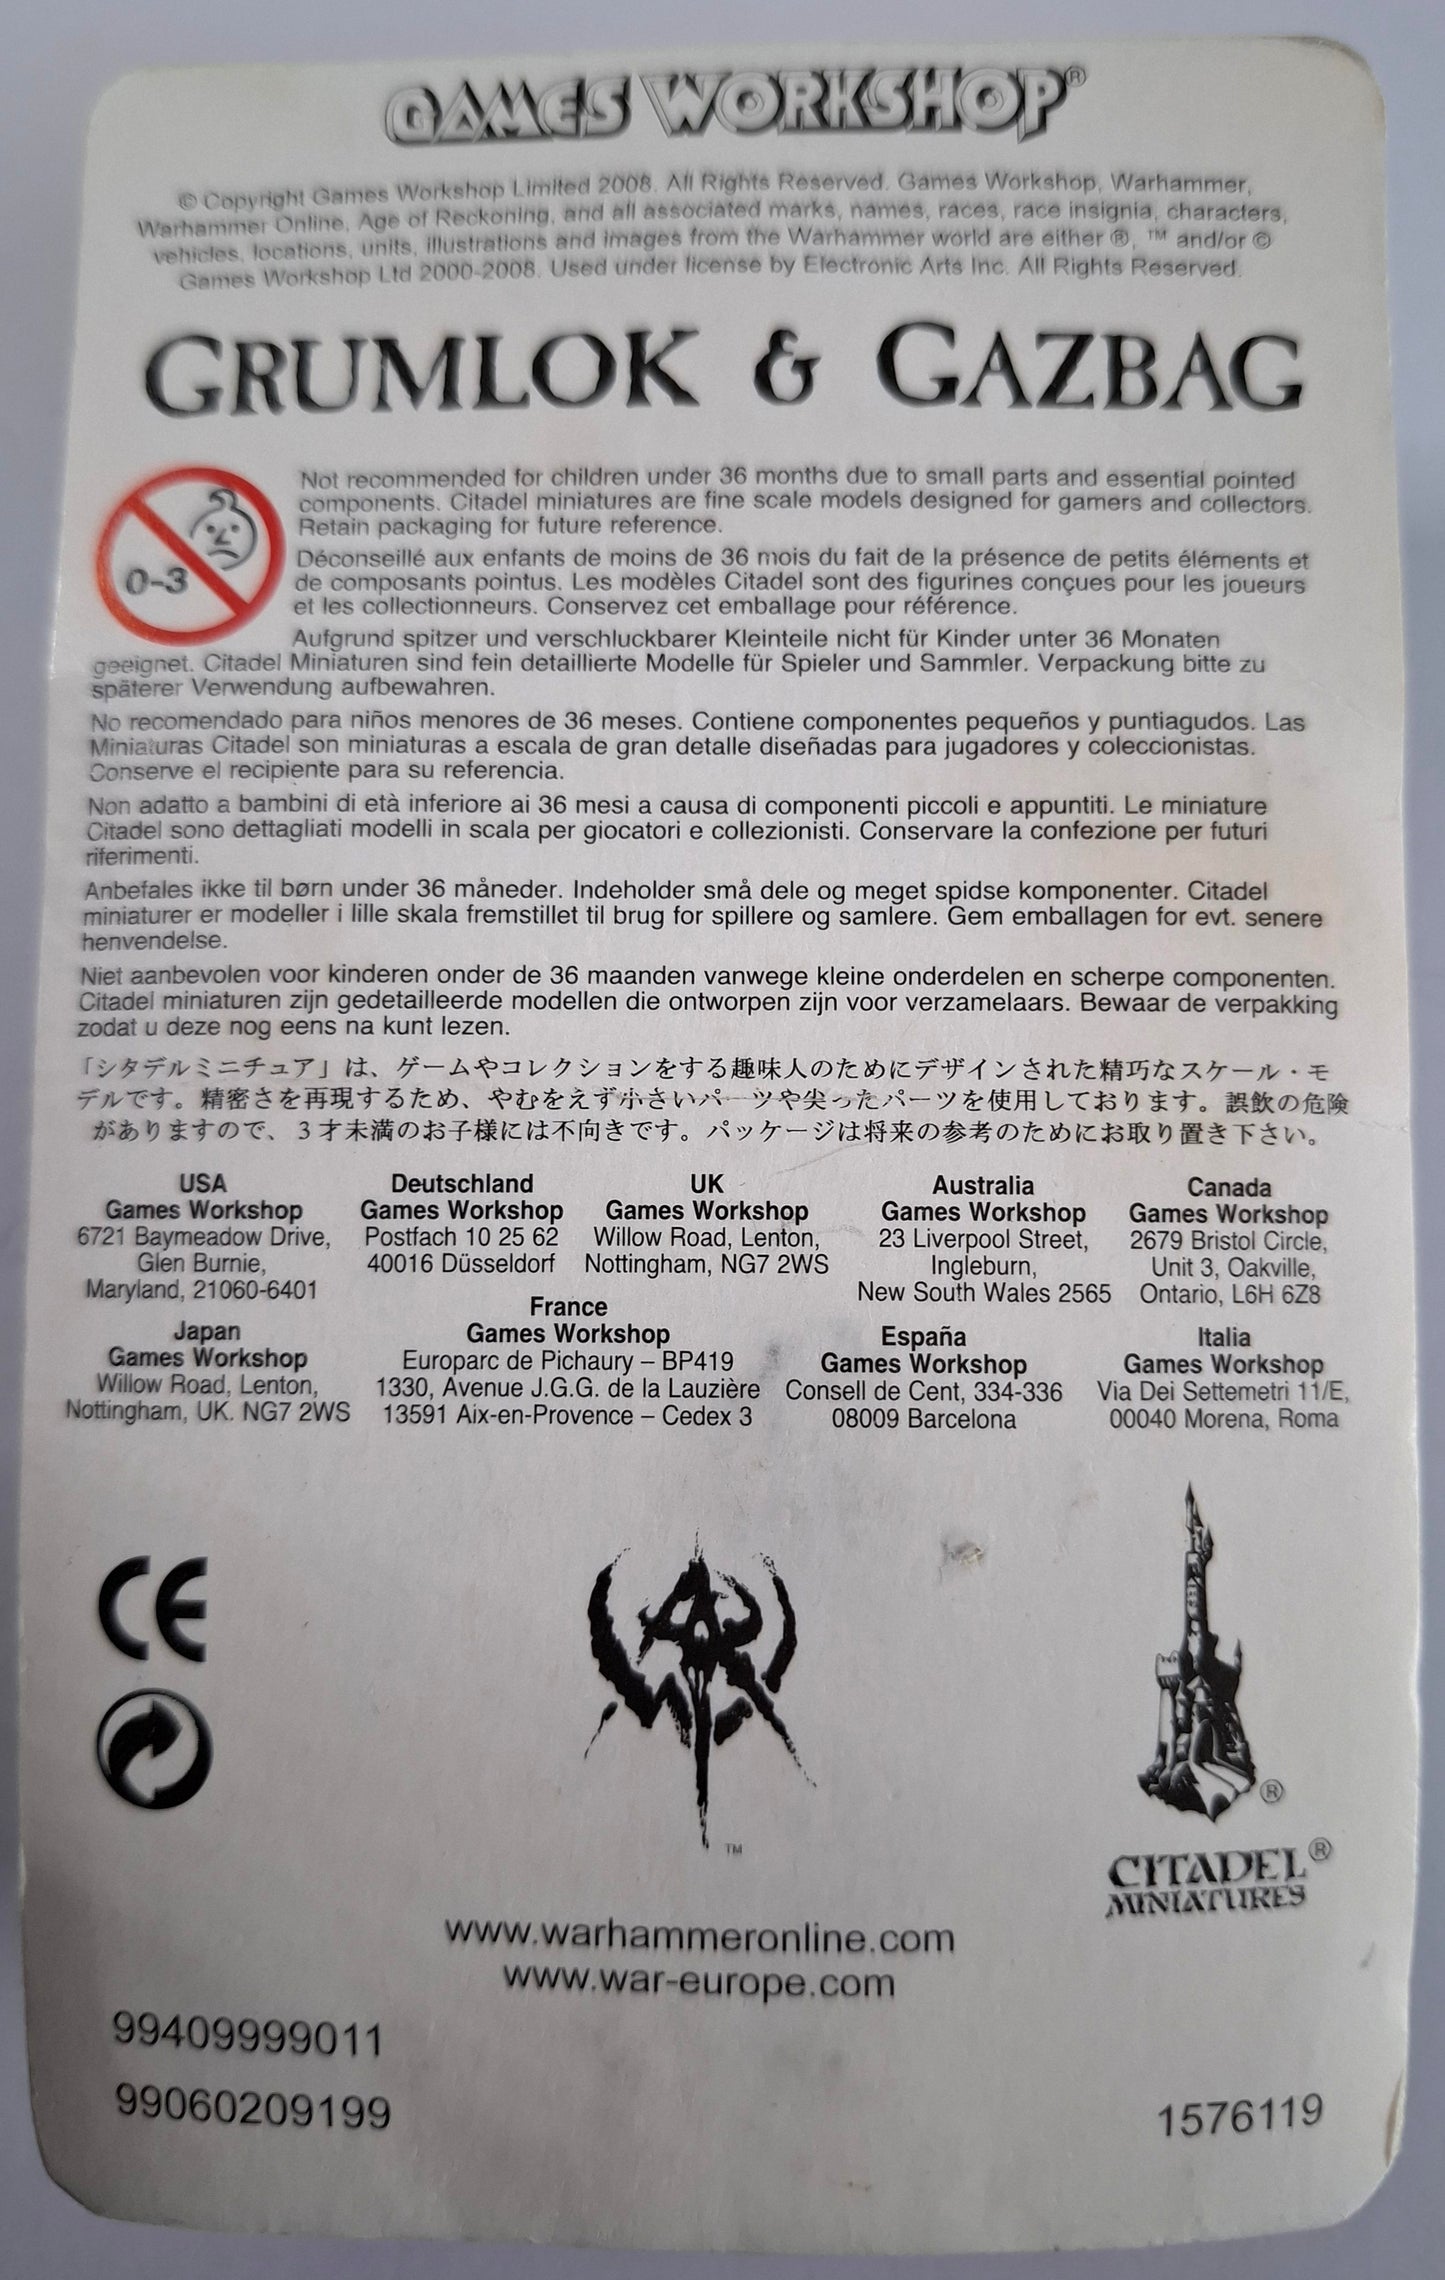 GAMES WORKSHOP®
© Copyright Games Workshop Limited 2008. All Rights Reserved. Games Workshop, Warhammer,
Warhammer Online, Age of Reckoning, and all associated marks, names, races, race insignia, characters,
vehicles, locations, units, illustrations and images from the Warhammer world are either ®, ™ and/or ©
Games Workshop Ltd 2000-2008. Used under license by Electronic Arts Inc. All Rights Reserved.
GRUMLOK & GAZBAG
0-3
Not recommended for children under 36 months due to small parts and essential pointed
components. Citadel miniatures are fine scale models designed for gamers and collectors.
Retain packaging for future reference.
Déconseillé aux enfants de moins de 36 mois du fait de la présence de petits éléments et
de composants pointus. Les modèles Citadel sont des figurines conçues pour les joueurs
et les collectionneurs. Conservez cet emballage pour référence.
Aufgrund spitzer und verschluckbarer Kleinteile nicht für Kinder unter 36 Monaten
geeignet. Citadel Miniaturen sind fein detaillierte Modelle für Spieler und Sammler. Verpackung bitte zu
späterer Verwendung aufbewahren.
No recomendado para niños menores de 36 meses. Contiene componentes pequeños y puntiagudos. Las
Miniaturas Citadel son miniaturas a escala de gran detalle diseñadas para jugadores y coleccionistas.
Conserve el recipiente para su referencia.
Non adatto a bambini di età inferiore ai 36 mesi a causa di componenti piccoli e appuntiti. Le miniature
Citadel sono dettagliati modelli in scala per giocatori e collezionisti. Conservare la confezione per futuri
riferimenti.
Anbefales ikke til børn under 36 måneder. Indeholder små dele og meget spidse komponenter. Citadel
miniaturer er modeller i lille skala fremstillet til brug for spillere og samlere. Gem emballagen for evt. senere
henvendelse.
Niet aanbevolen voor kinderen onder de 36 maanden vanwege kleine onderdelen en scherpe componenten.
Citadel miniaturen zijn gedetailleerde modellen die ontworpen zijn voor verzamelaars. Bewaar de verpakking
zodat u deze nog eens na kunt lezen.
「シタデルミニチュア」は、ゲームやコレクションをする趣味人のためにデザインされた精巧なスケール・モ
デルです。精密さを再現するため、やむをえず小さいパーツや尖ったパーツを使用しております。誤飲の危険
がありますので、３才未満のお子様には不向きです。パッケージは将来の参考のためにお取り置き下さい。
USA
Games Workshop
6721 Baymeadow Drive,
Glen Burnie,
Maryland, 21060-6401
Deutschland
Games Workshop
Postfach 10 25 62
40016 Düsseldorf
UK
Games Workshop
Willow Road, Lenton,
Nottingham, NG7 2WS
Australia
Games Workshop
23 Liverpool Street,
Ingleburn,
New South Wales 2565
Canada
Games Workshop
2679 Bristol Circle,
Unit 3, Oakville,
Ontario, L6H 6Z8
Japan
Games Workshop
Willow Road, Lenton,
Nottingham, UK. NG7 2WS
France
Games Workshop
Europarc de Pichaury – BP419
1330, Avenue J.G.G. de la Lauzière
13591 Aix-en-Provence – Cedex 3
España
Games Workshop
Consell de Cent, 334-336
08009 Barcelona
Italia
Games Workshop
Via Dei Settemetri 11/E,
00040 Morena, Roma
CE
WAR
™
®
CITADEL®
MINIATURES
www.warhammeronline.com
www.war-europe.com
99409999011
99060209199
1576119